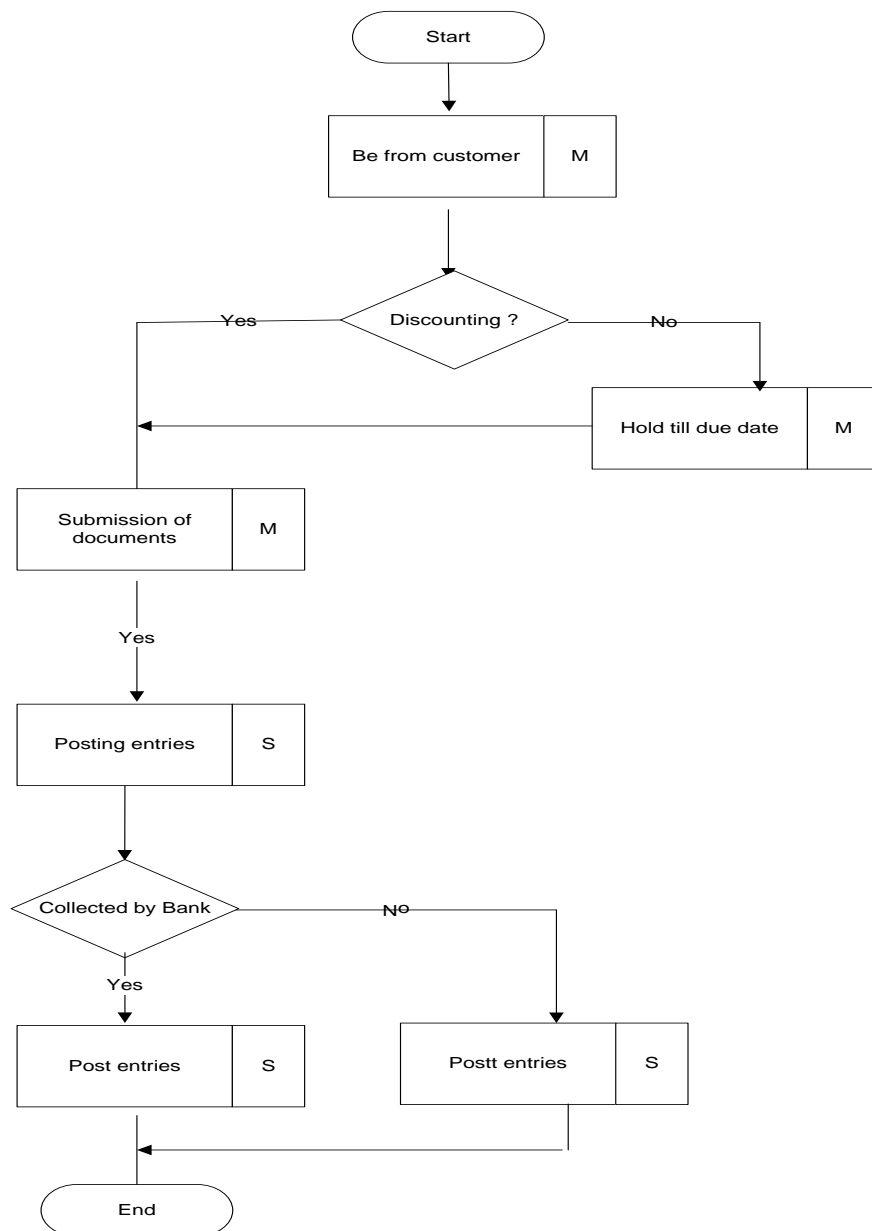 Start
Be from customer
M
Discounting ?
Yes
No
Hold till due date
M
Submission of
documents
M
Yes
Posting entries
S
Collected by Bank
No
Yes
Post entries
S
Postt entries
S
End